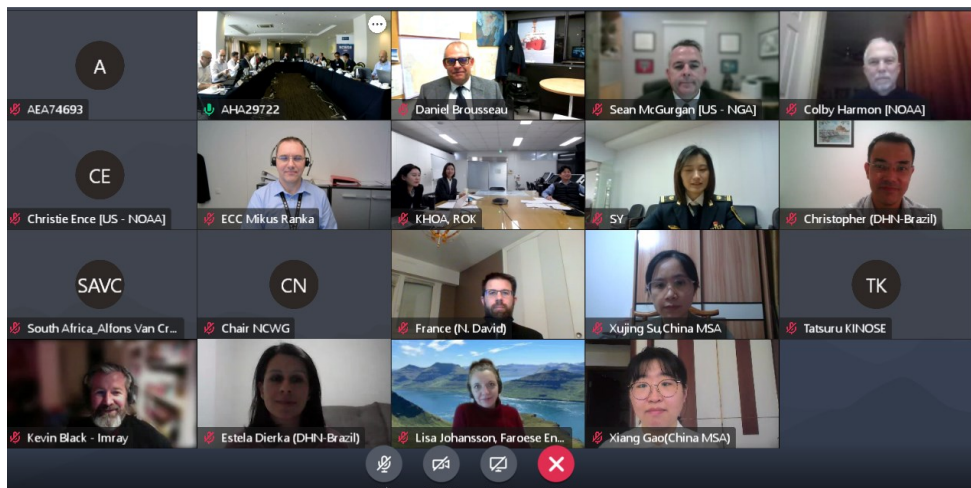 A
AEA74693
AHA29722
Daniel Brousseau
Sean McGurgan [US - NGA]
Colby Harmon [NOAA]
CE
Christie Ence [US - NOAA]
ECC Mikus Ranka
KHOA, ROK
SY
Christopher (DHN-Brazil)
SAVC
South Africa_Alfons Van Cr...
CN
Chair NCWG
France (N. David)
Xujing Su,China MSA
TK
Tatsuru KINOSE
Kevin Black - Imray
Estela Dierka (DHN-Brazil)
Lisa Johansson, Faroese En...
Xiang Gao(China MSA)